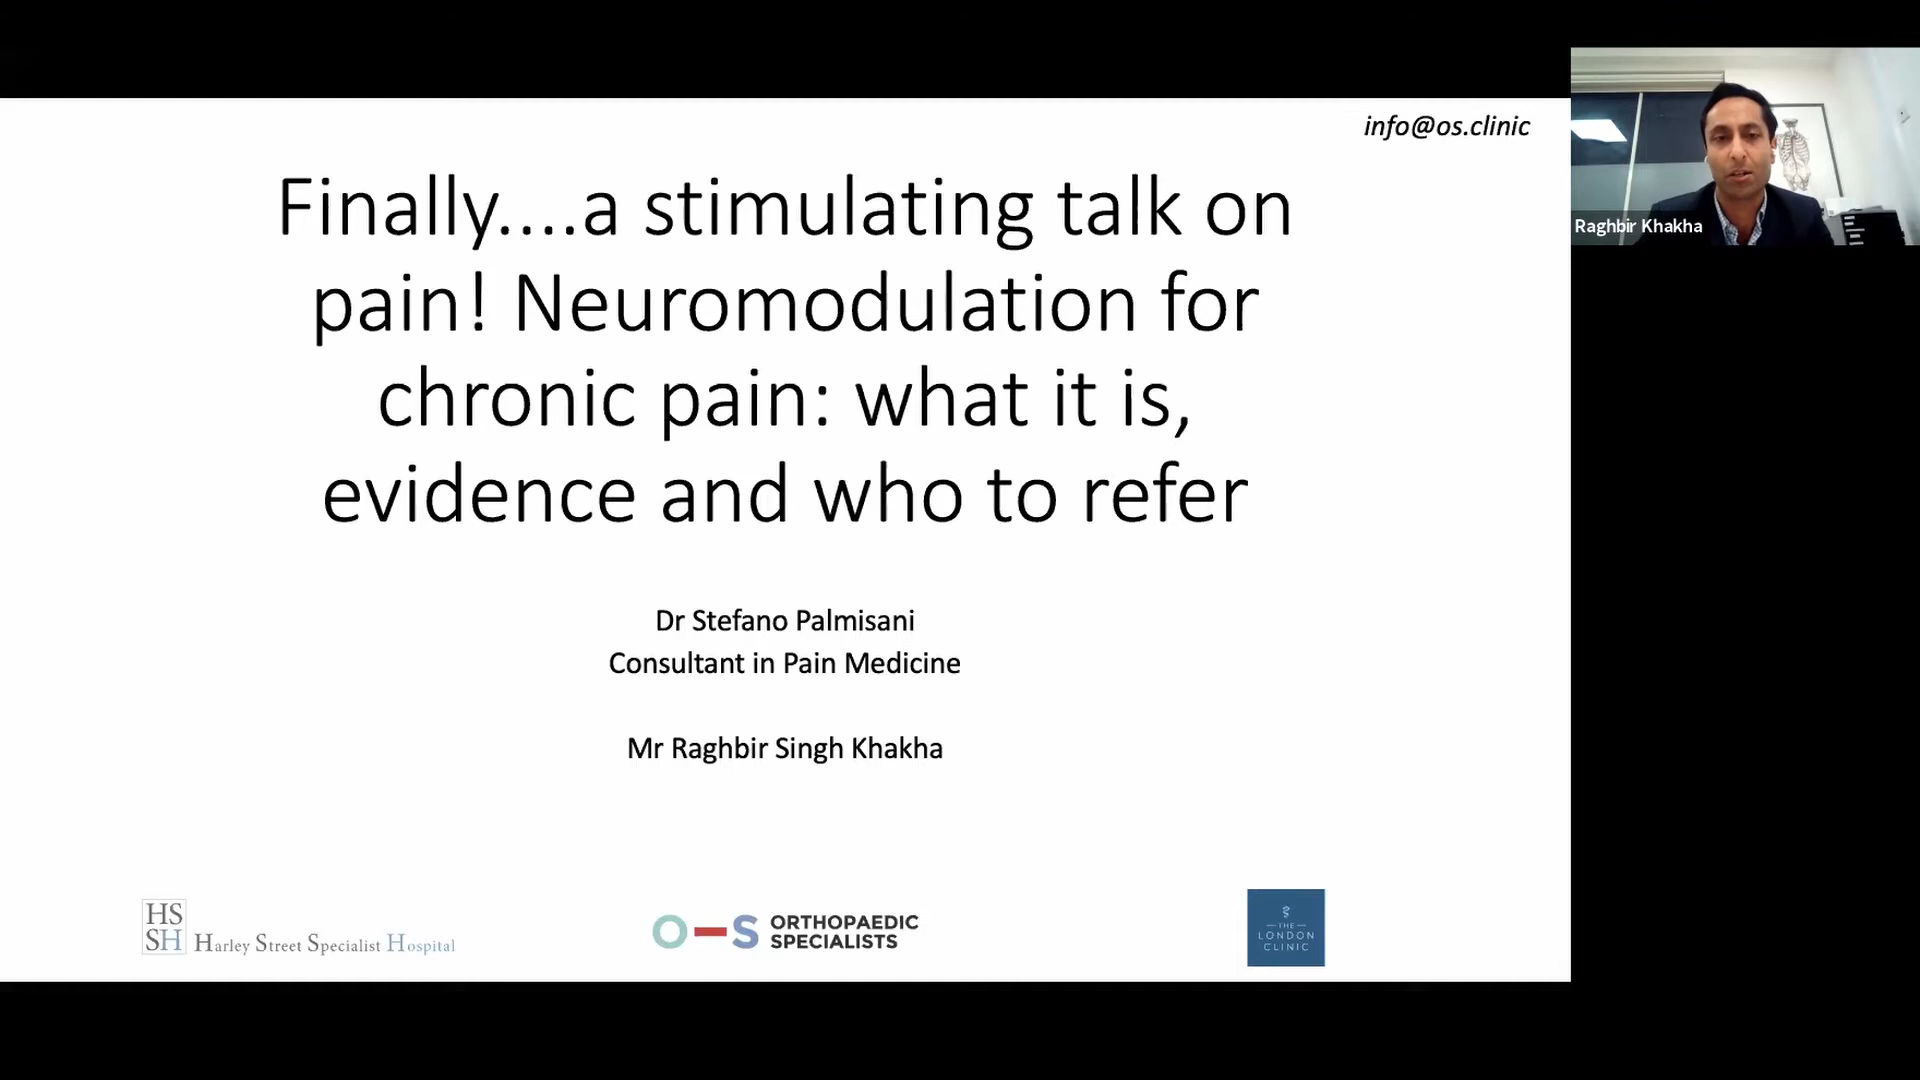 info@os.clinic
Finally....a stimulating talk on
pain! Neuromodulation for
chronic pain: what it is,
evidence and who to refer
Dr Stefano Palmisani
Consultant in Pain Medicine
Mr Raghbir Singh Khakha
HS
SH Harley Street Specialist Hospital
O-S ORTHOPAEDIC
SPECIALISTS
THE
LONDON
CLINIC
Raghbir Khakha